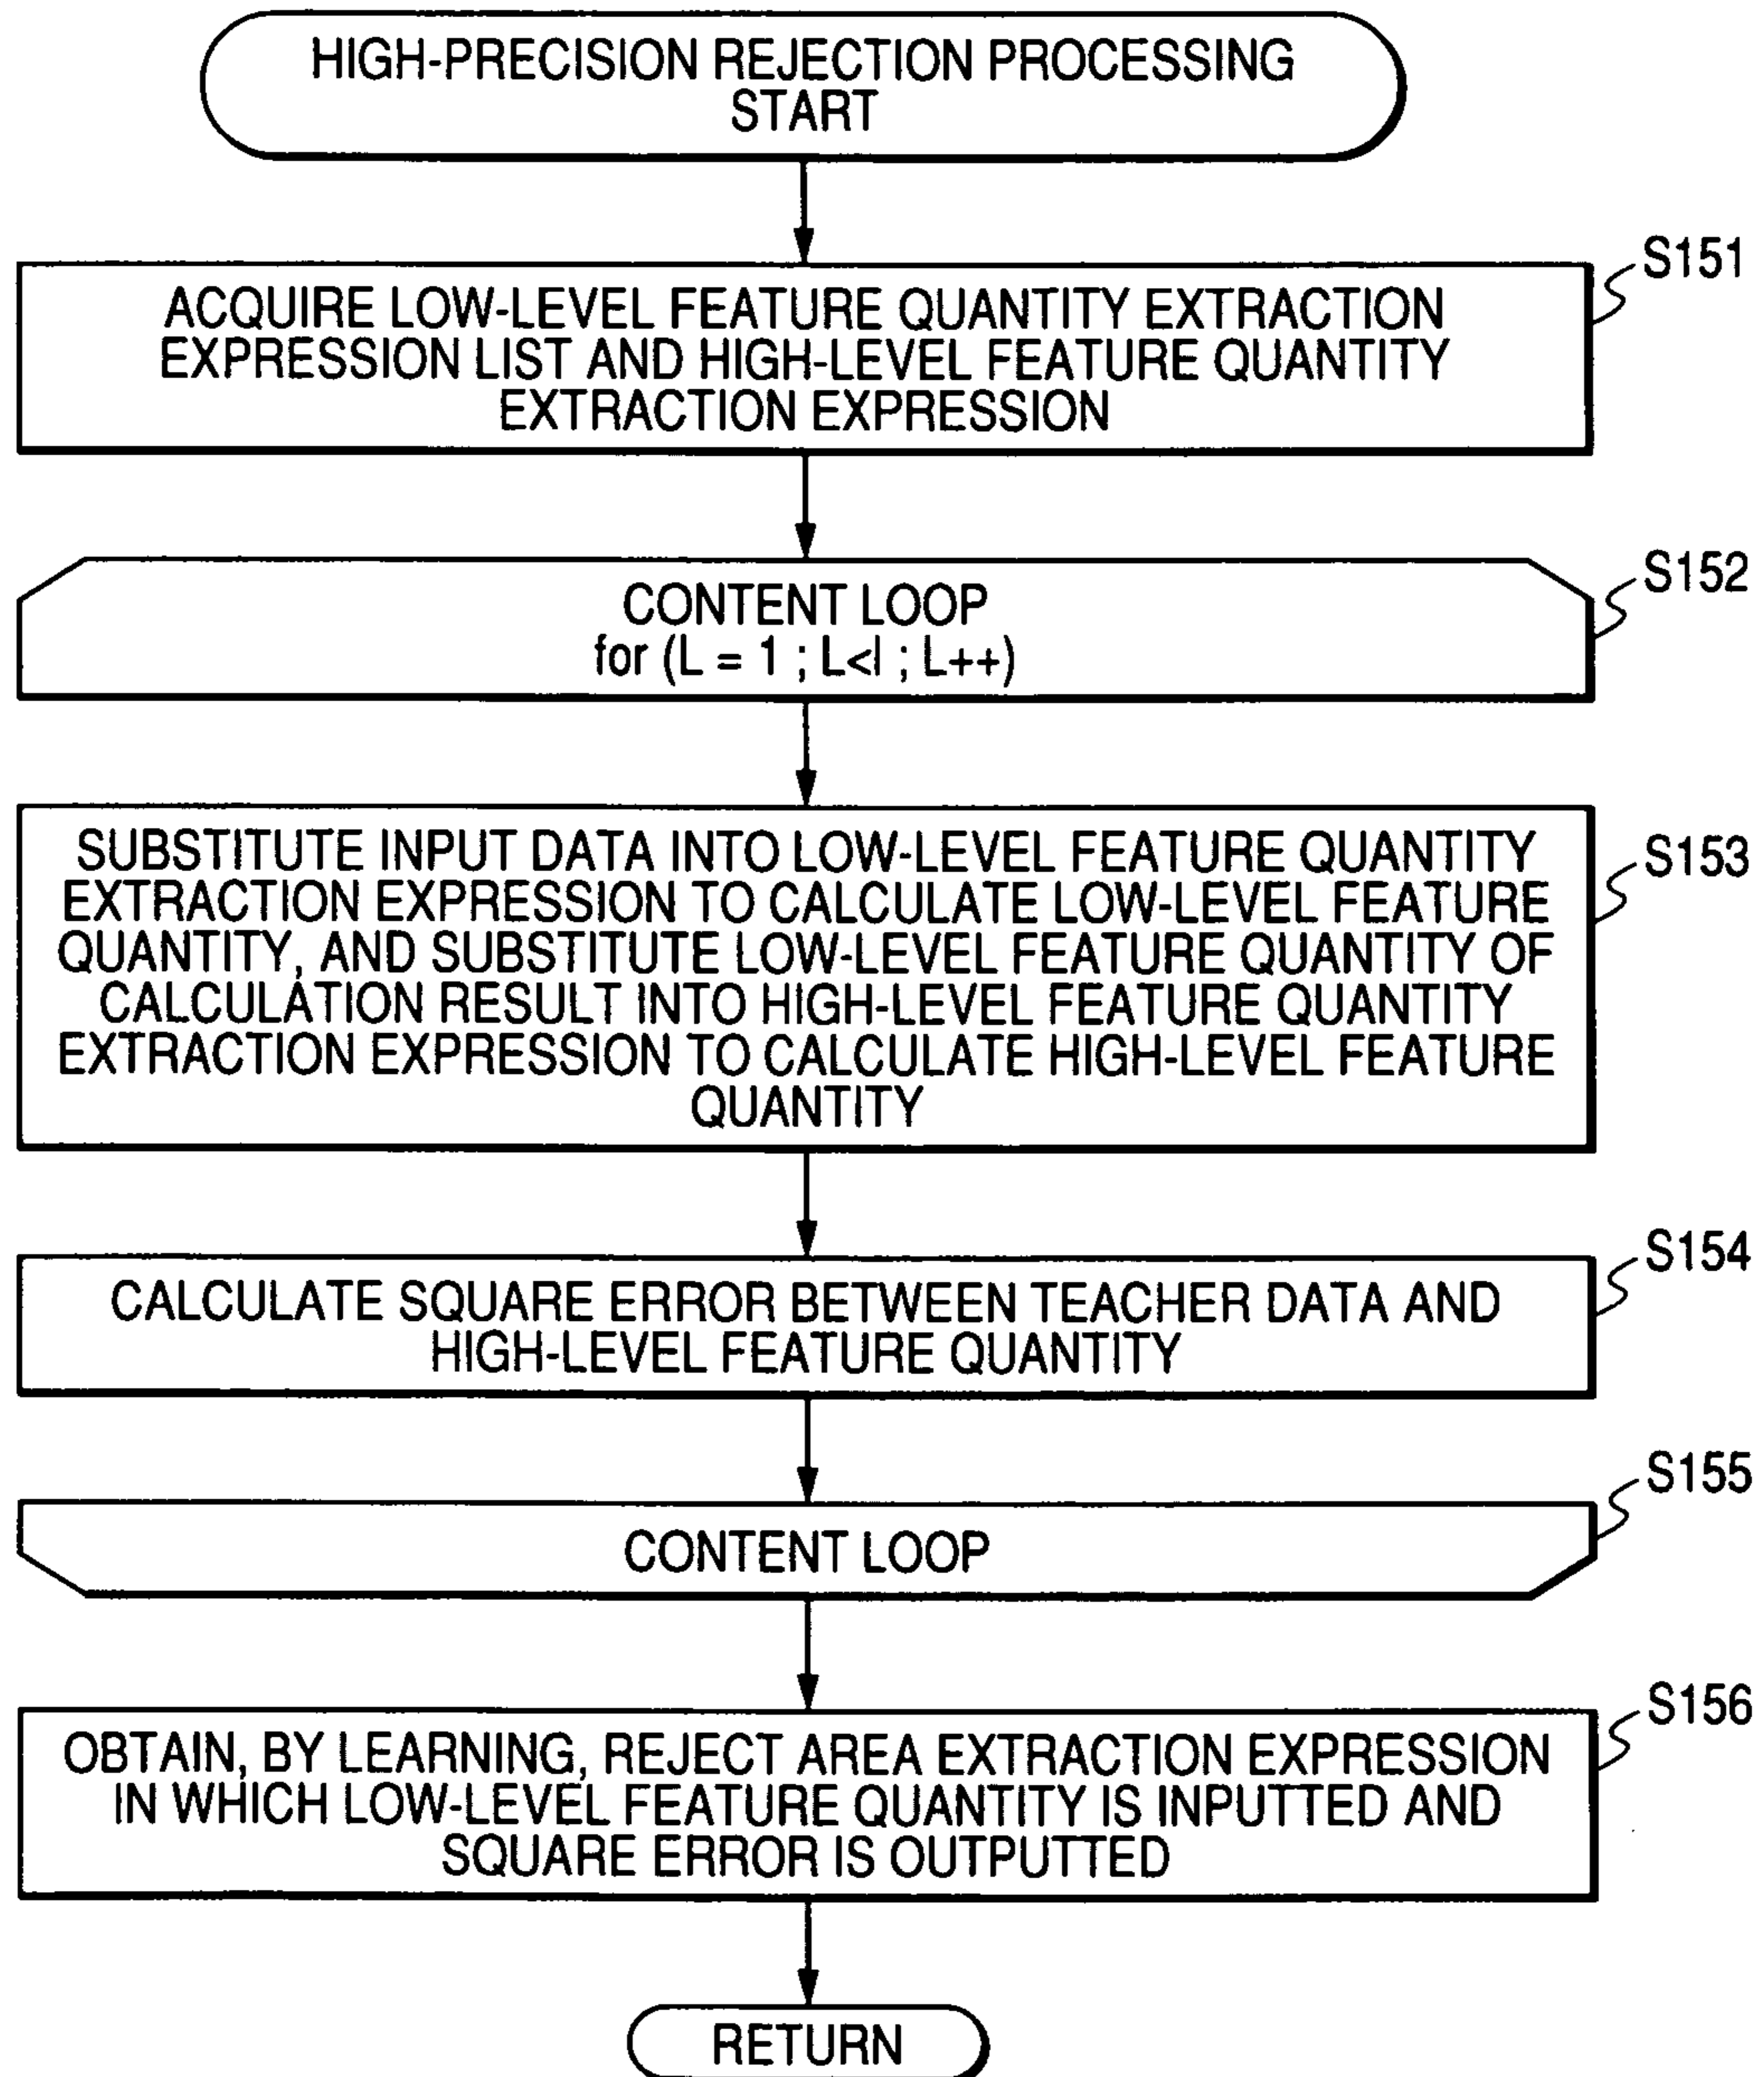 HIGH-PRECISION REJECTION PROCESSING
START
S151
ACQUIRE LOW-LEVEL FEATURE QUANTITY EXTRACTION
EXPRESSION LIST AND HIGH-LEVEL FEATURE QUANTITY
EXTRACTION EXPRESSION
S152
CONTENT LOOP
for (L = 1 ; L<l ; L++)
S153
SUBSTITUTE INPUT DATA INTO LOW-LEVEL FEATURE QUANTITY
EXTRACTION EXPRESSION TO CALCULATE LOW-LEVEL FEATURE
QUANTITY, AND SUBSTITUTE LOW-LEVEL FEATURE QUANTITY OF
CALCULATION RESULT INTO HIGH-LEVEL FEATURE QUANTITY
EXTRACTION EXPRESSION TO CALCULATE HIGH-LEVEL FEATURE
QUANTITY
S154
CALCULATE SQUARE ERROR BETWEEN TEACHER DATA AND
HIGH-LEVEL FEATURE QUANTITY
S155
CONTENT LOOP
S156
OBTAIN, BY LEARNING, REJECT AREA EXTRACTION EXPRESSION
IN WHICH LOW-LEVEL FEATURE QUANTITY IS INPUTTED AND
SQUARE ERROR IS OUTPUTTED
RETURN